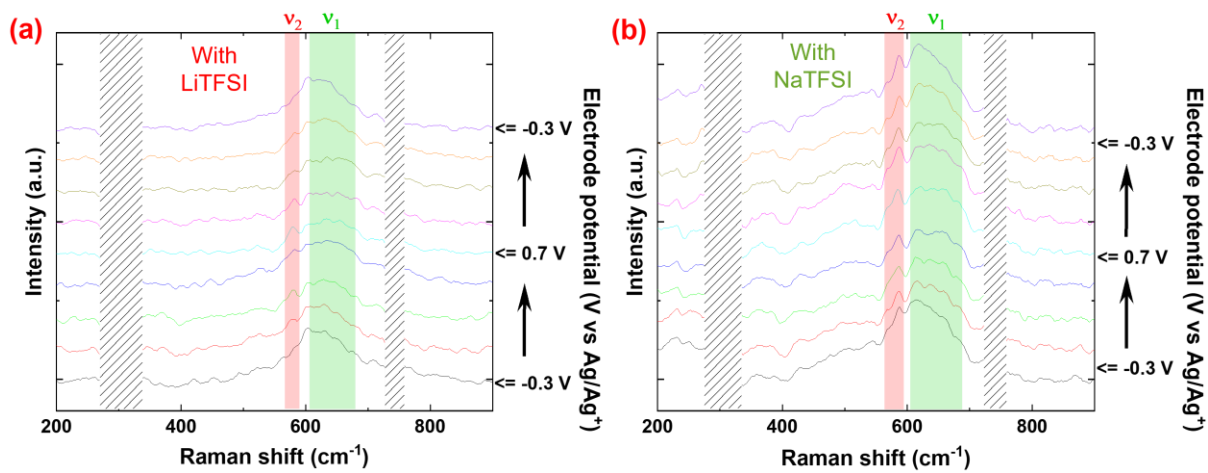 (a)
ν2 ν1
With
LiTFSI
Intensity (a.u.)
<= -0.3 V
<= 0.7 V
<= -0.3 V
Electrode potential (V vs Ag/Ag+)
200 400 600 800
Raman shift (cm-1)
(b)
ν2 ν1
With
NaTFSI
Intensity (a.u.)
<= -0.3 V
<= 0.7 V
<= -0.3 V
Electrode potential (V vs Ag/Ag+)
200 400 600 800
Raman shift (cm-1)